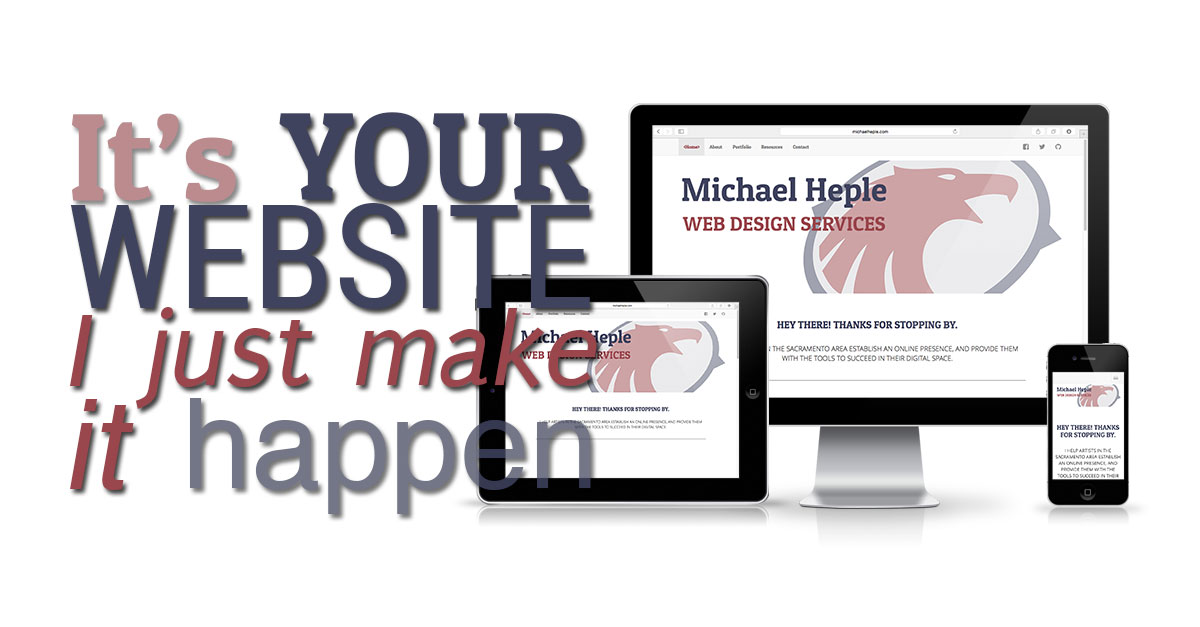 It's YOUR
WEBSITE
I just make
it happen
michaelheple.com
Home About Portfolio Resources Contact
Michael Heple
WEB DESIGN SERVICES
HEY THERE! THANKS FOR STOPPING BY.
IN THE SACRAMENTO AREA ESTABLISH AN ONLINE PRESENCE, AND PROVIDE THEM
WITH THE TOOLS TO SUCCEED IN THEIR DIGITAL SPACE.
Michael Heple
WEB DESIGN SERVICES
HEY THERE! THANKS FOR STOPPING BY.
I HELP ARTISTS IN THE SACRAMENTO AREA ESTABLISH AN ONLINE PRESENCE, AND PROVIDE THEM
WITH THE TOOLS TO SUCCEED IN THEIR DIGITAL SPACE.
Michael Heple
WEB DESIGN SERVICES
HEY THERE! THANKS
FOR STOPPING BY.
I HELP ARTISTS IN THE
SACRAMENTO AREA ESTABLISH
AN ONLINE PRESENCE, AND
PROVIDE THEM WITH THE
TOOLS TO SUCCEED IN THEIR